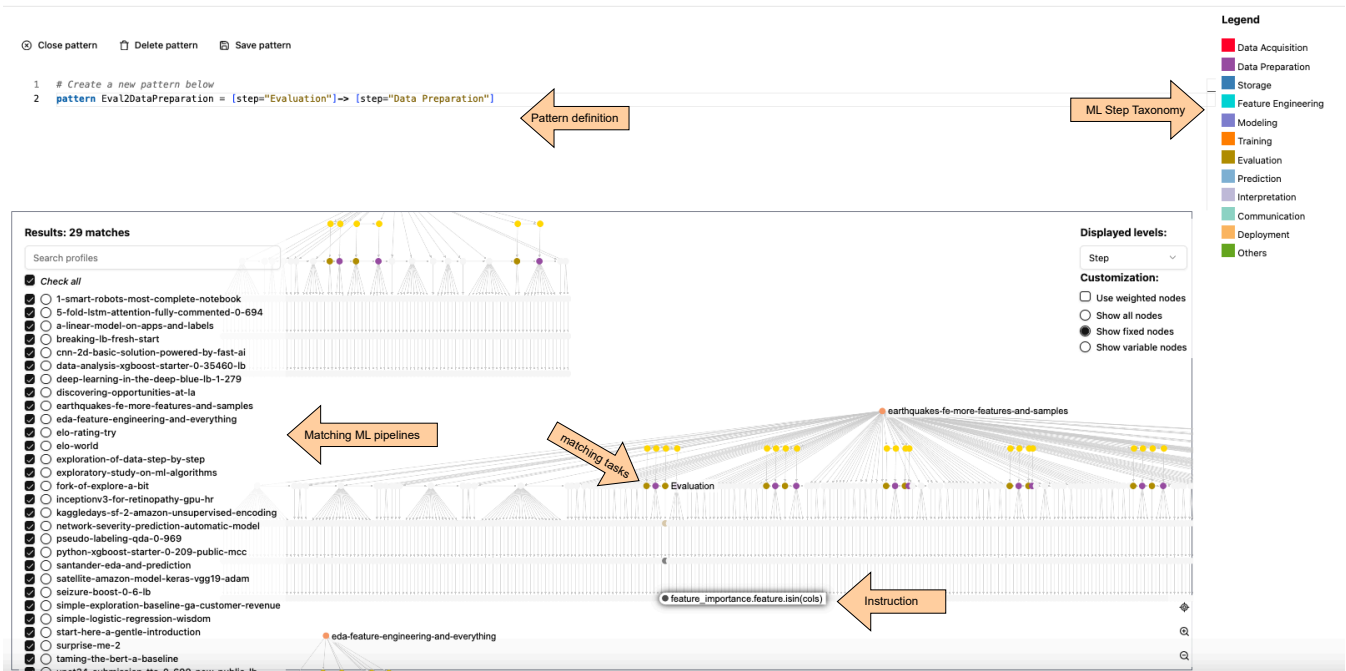 Legend
Close pattern Delete pattern Save pattern
Data Acquisition
Data Preparation
Storage
Feature Engineering
Modeling
Training
Evaluation
Prediction
Interpretation
Communication
Deployment
Others
1 # Create a new pattern below
2 pattern Eval2DataPreparation = [step="Evaluation"]-> [step="Data Preparation"]
Pattern definition
ML Step Taxonomy
Results: 29 matches
Search profiles
Check all
1-smart-robots-most-complete-notebook
5-fold-lstm-attention-fully-commented-0-694
a-linear-model-on-apps-and-labels
breaking-lb-fresh-start
cnn-2d-basic-solution-powered-by-fast-ai
data-analysis-xgboost-starter-0-35460-lb
deep-learning-in-the-deep-blue-lb-1-279
discovering-opportunities-at-la
earthquakes-fe-more-features-and-samples
eda-feature-engineering-and-everything
elo-rating-try
elo-world
exploration-of-data-step-by-step
exploratory-study-on-ml-algorithms
fork-of-explore-a-bit
inceptionv3-for-retinopathy-gpu-hr
kaggledays-sf-2-amazon-unsupervised-encoding
network-severity-prediction-automatic-model
pseudo-labeling-qda-0-969
python-xgboost-starter-0-209-public-mcc
santander-eda-and-prediction
satellite-amazon-model-keras-vgg19-adam
seizure-boost-0-6-lb
simple-exploration-baseline-ga-customer-revenue
simple-logistic-regression-wisdom
start-here-a-gentle-introduction
surprise-me-2
taming-the-bert-a-baseline
Matching ML pipelines
matching tasks
Displayed levels:
Step
Customization:
Use weighted nodes
Show all nodes
Show fixed nodes
Show variable nodes
earthquakes-fe-more-features-and-samples
Evaluation
feature_importance.feature.isin(cols)
Instruction
eda-feature-engineering-and-everything